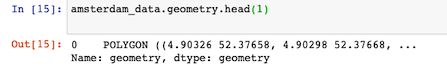 In [15]: amsterdam_data.geometry.head(1)
Out[15]: 0    POLYGON ((4.90326 52.37658, 4.90298 52.37668, ...
Name: geometry, dtype: geometry